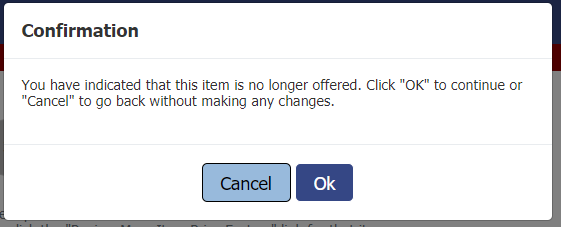 Confirmation
You have indicated that this item is no longer offered. Click "OK" to continue or
"Cancel" to go back without making any changes.
Cancel
Ok